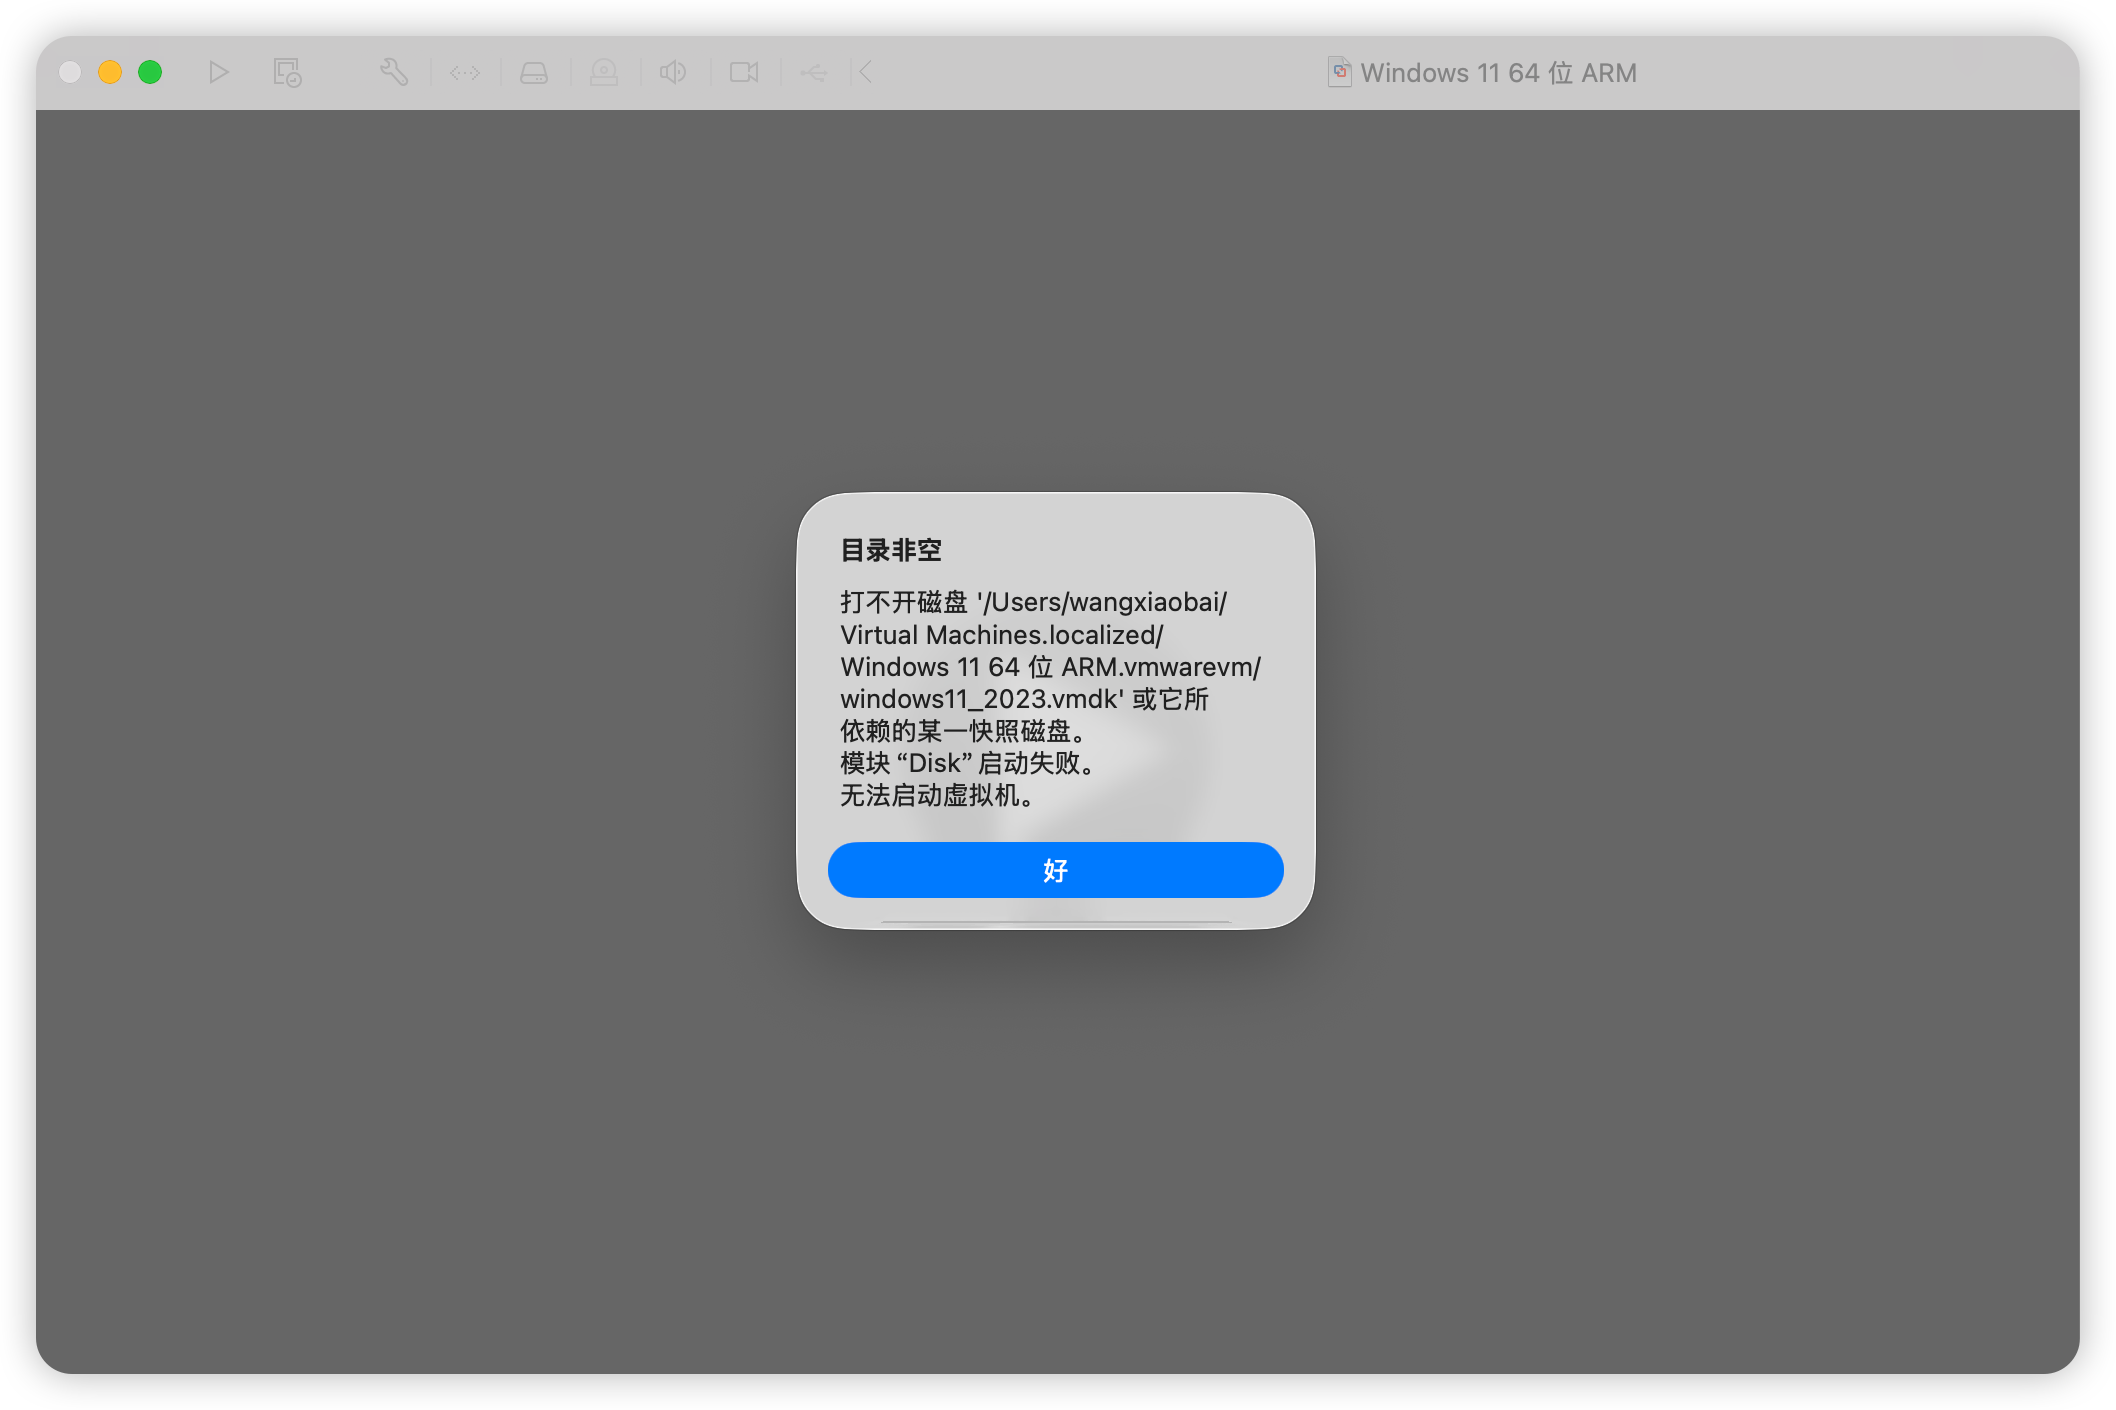 Windows 11 64 位 ARM
目录非空
打不开磁盘 '/Users/wangxiaobai/
Virtual Machines.localized/
Windows 11 64 位 ARM.vmwarevm/
windows11_2023.vmdk' 或它所
依赖的某一快照磁盘。
模块 “Disk” 启动失败。
无法启动虚拟机。
好